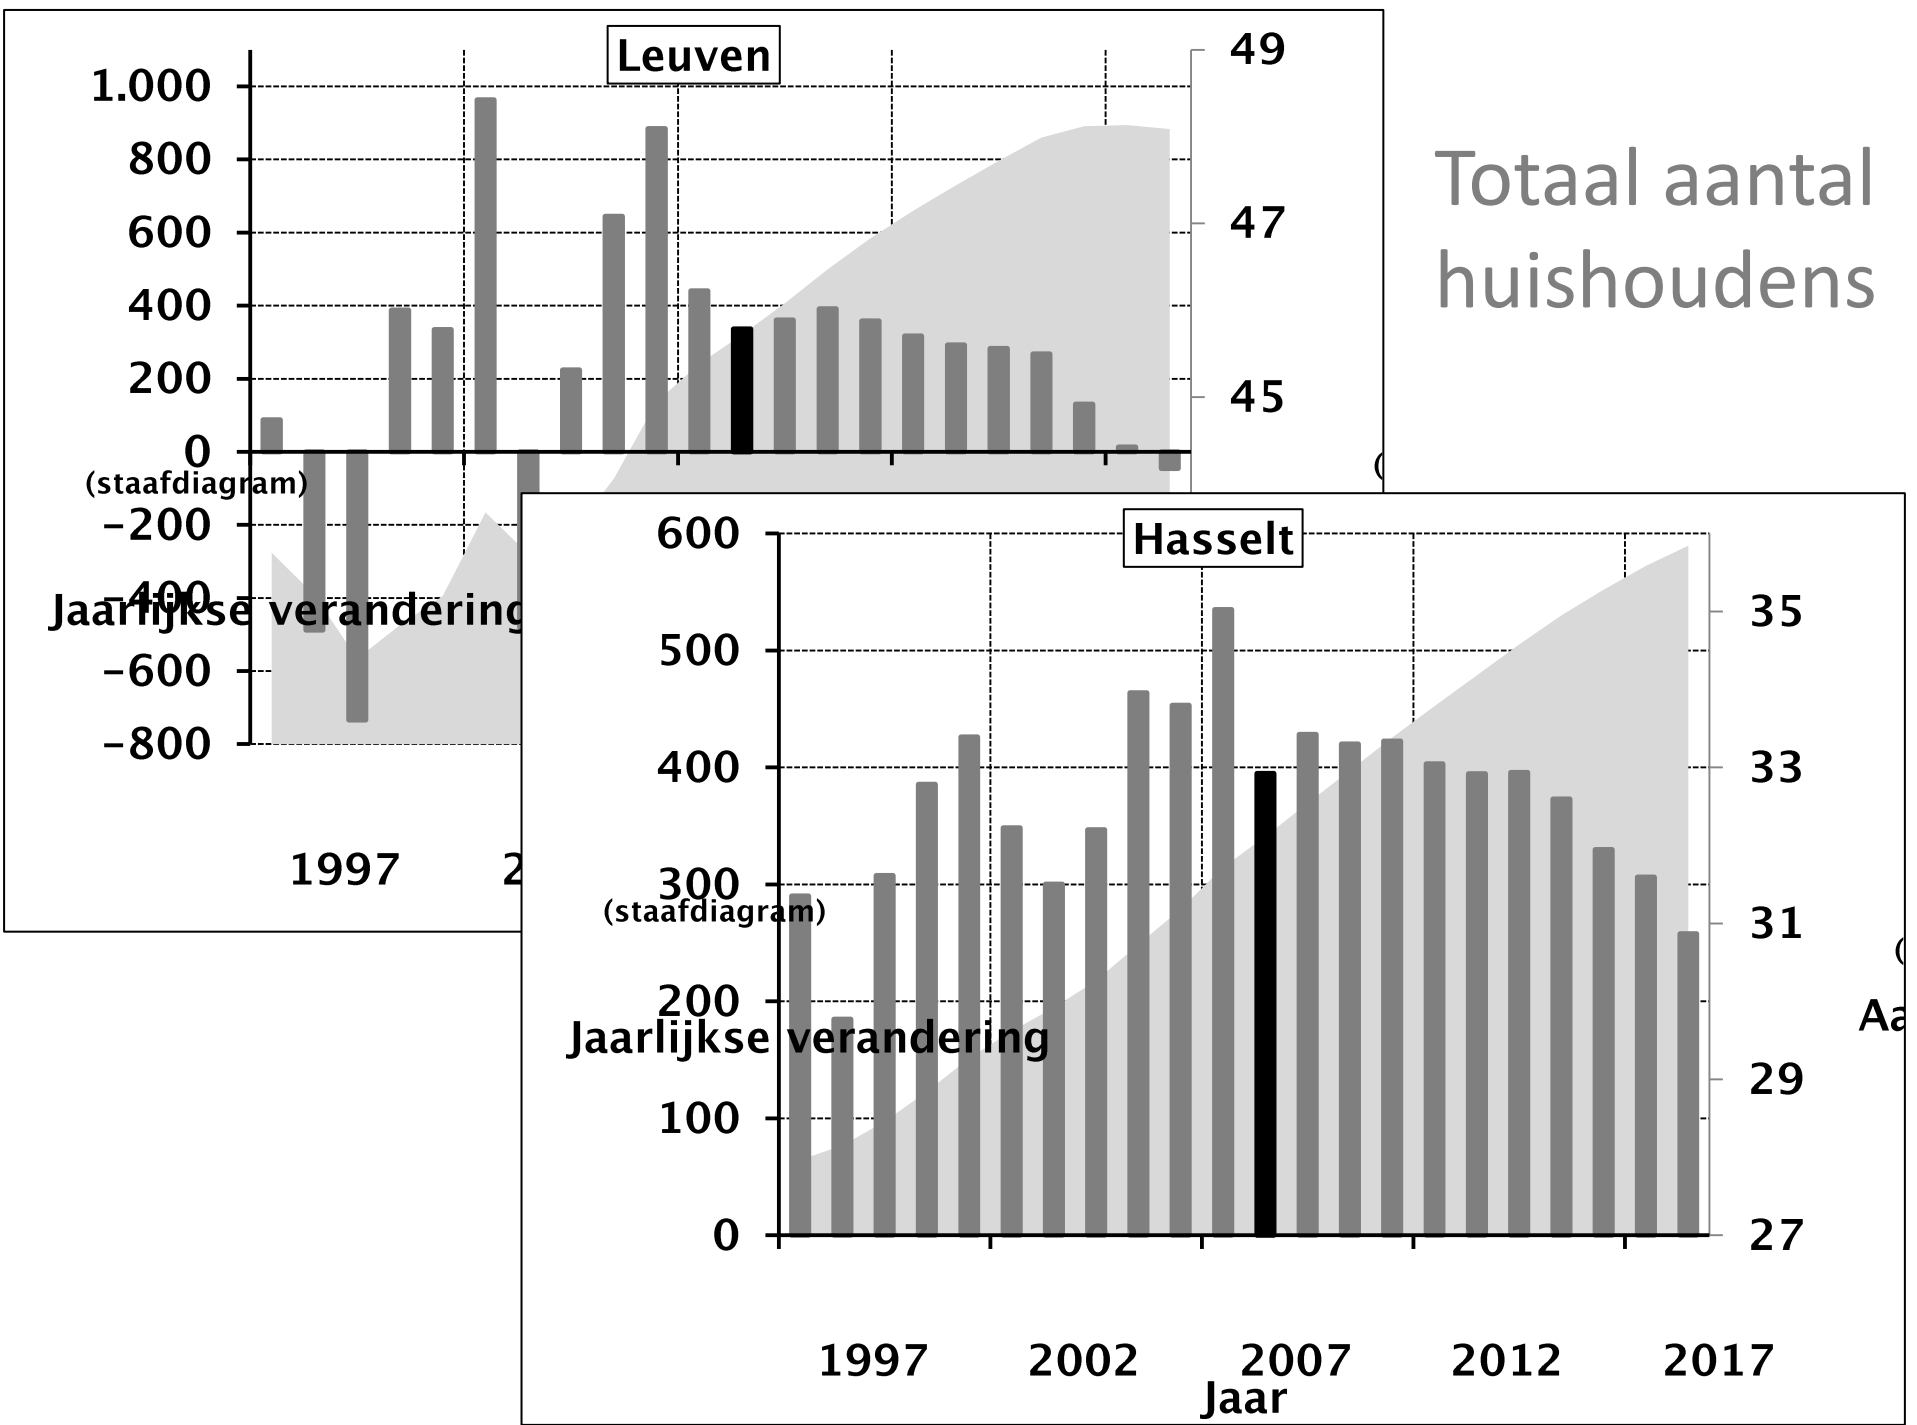 Totaal aantal
huishoudens
Leuven
1.000
800
600
400
200
0
−200
−400
−600
−800
(staafdiagram)
Jaarlijkse verandering
49
47
45
(
1997
2
Hasselt
600
500
400
300
200
100
0
(staafdiagram)
Jaarlijkse verandering
35
33
31
29
27
(
Aa
1997 2002 2007 2012 2017
Jaar